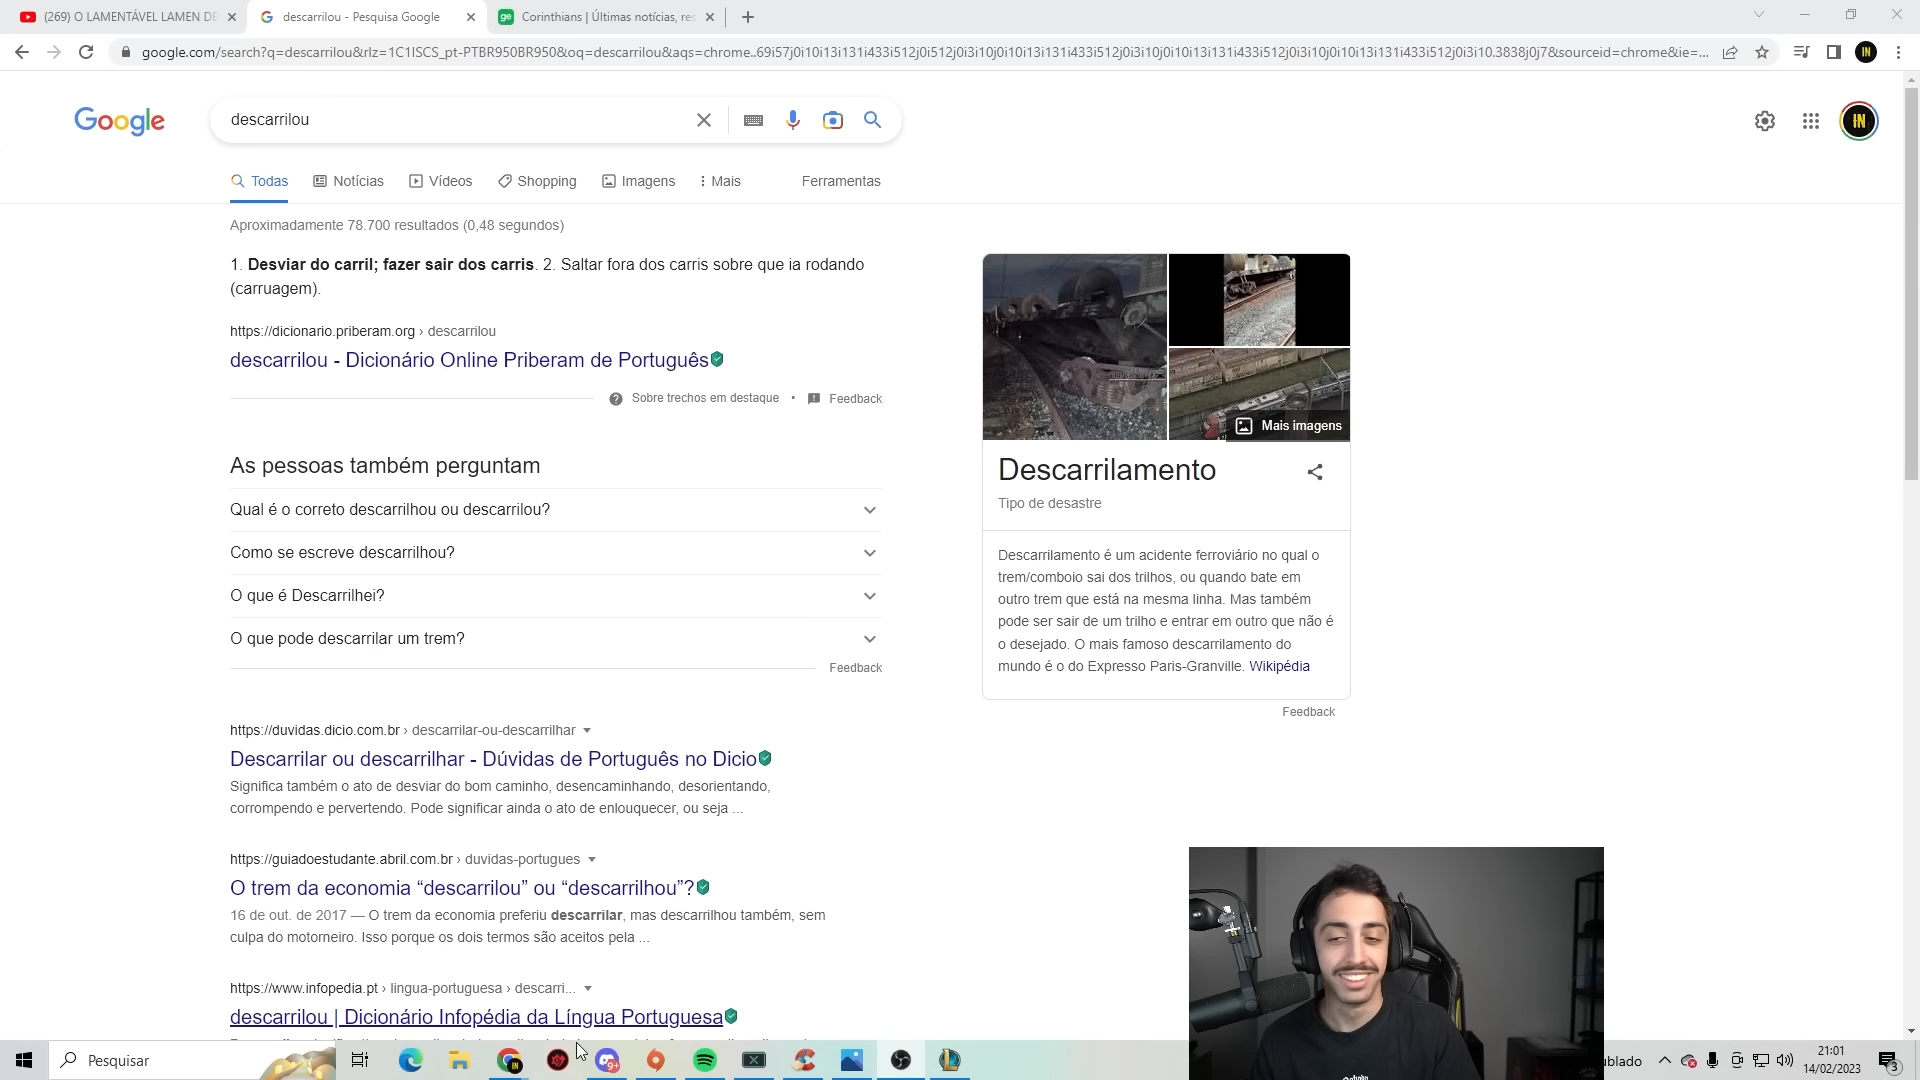 (269) O LAMENTÁVEL LAMEN DE
descarrilou - Pesquisa Google
Corinthians | Últimas notícias, res
google.com/search?q=descarrilou&rlz=1C1ISCS_pt-PTBR950BR950&oq=descarrilou&aqs=chrome..69i57j0i10i13i131i433i512j0i512j0i3i10j0i10i13i131i433i512j0i3i10j0i10i13i131i433i512j0i3i10j0i10i13i131i433i512j0i3i10.3838j0j7&sourceid=chrome&ie=...
IN
Google
descarrilou
IN
Todas
Notícias
Vídeos
Shopping
Imagens
Mais
Ferramentas
Aproximadamente 78.700 resultados (0,48 segundos)
1. Desviar do carril; fazer sair dos carris. 2. Saltar fora dos carris sobre que ia rodando
(carruagem).
https://dicionario.priberam.org › descarrilou
descarrilou - Dicionário Online Priberam de Português
Sobre trechos em destaque • Feedback
As pessoas também perguntam
Qual é o correto descarrilhou ou descarrilou?
Como se escreve descarrilhou?
O que é Descarrilhei?
O que pode descarrilar um trem?
Feedback
https://duvidas.dicio.com.br › descarrilar-ou-descarrilhar
Descarrilar ou descarrilhar - Dúvidas de Português no Dicio
Significa também o ato de desviar do bom caminho, desencaminhando, desorientando,
corrompendo e pervertendo. Pode significar ainda o ato de enlouquecer, ou seja ...
https://guiadoestudante.abril.com.br › duvidas-portugues
O trem da economia “descarrilou” ou “descarrilhou”?
16 de out. de 2017 — O trem da economia preferiu descarrilar, mas descarrilhou também, sem
culpa do motorneiro. Isso porque os dois termos são aceitos pela ...
https://www.infopedia.pt › lingua-portuguesa › descarri...
descarrilou | Dicionário Infopédia da Língua Portuguesa
Mais imagens
Descarrilamento
Tipo de desastre
Descarrilamento é um acidente ferroviário no qual o
trem/comboio sai dos trilhos, ou quando bate em
outro trem que está na mesma linha. Mas também
pode ser sair de um trilho e entrar em outro que não é
o desejado. O mais famoso descarrilamento do
mundo é o do Expresso Paris-Granville. Wikipédia
Feedback
Pesquisar
9+
ublado
21:01
14/02/2023
3